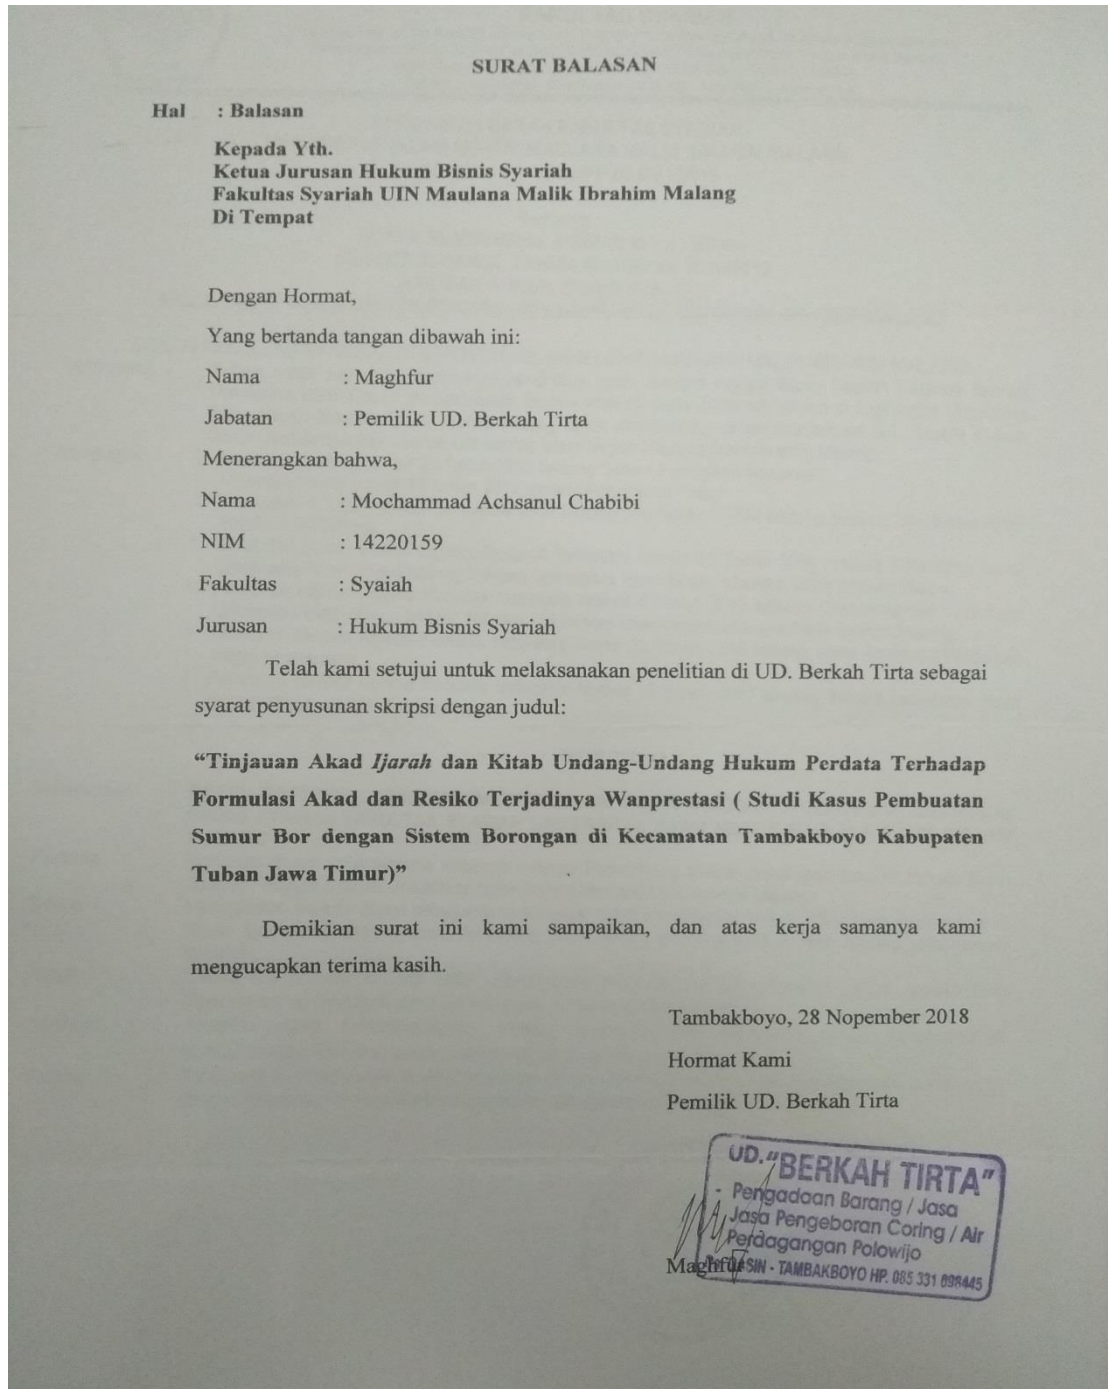 SURAT BALASAN
Hal : Balasan
Kepada Yth.
Ketua Jurusan Hukum Bisnis Syariah
Fakultas Syariah UIN Maulana Malik Ibrahim Malang
Di Tempat
Dengan Hormat,
Yang bertanda tangan dibawah ini:
Nama : Maghfur
Jabatan : Pemilik UD. Berkah Tirta
Menerangkan bahwa,
Nama : Mochammad Achsanul Chabibi
NIM : 14220159
Fakultas : Syaiah
Jurusan : Hukum Bisnis Syariah
Telah kami setujui untuk melaksanakan penelitian di UD. Berkah Tirta sebagai
syarat penyusunan skripsi dengan judul:
“Tinjauan Akad Ijarah dan Kitab Undang-Undang Hukum Perdata Terhadap
Formulasi Akad dan Resiko Terjadinya Wanprestasi ( Studi Kasus Pembuatan
Sumur Bor dengan Sistem Borongan di Kecamatan Tambakboyo Kabupaten
Tuban Jawa Timur)”
Demikian surat ini kami sampaikan, dan atas kerja samanya kami
mengucapkan terima kasih.
Tambakboyo, 28 Nopember 2018
Hormat Kami
Pemilik UD. Berkah Tirta
UD. "BERKAH TIRTA"
- Pengadaan Barang / Jasa
Jasa Pengeboran Coring / Air
Perdagangan Polowijo
- TAMBAKBOYO HP. 085 331 898445
Maghfur